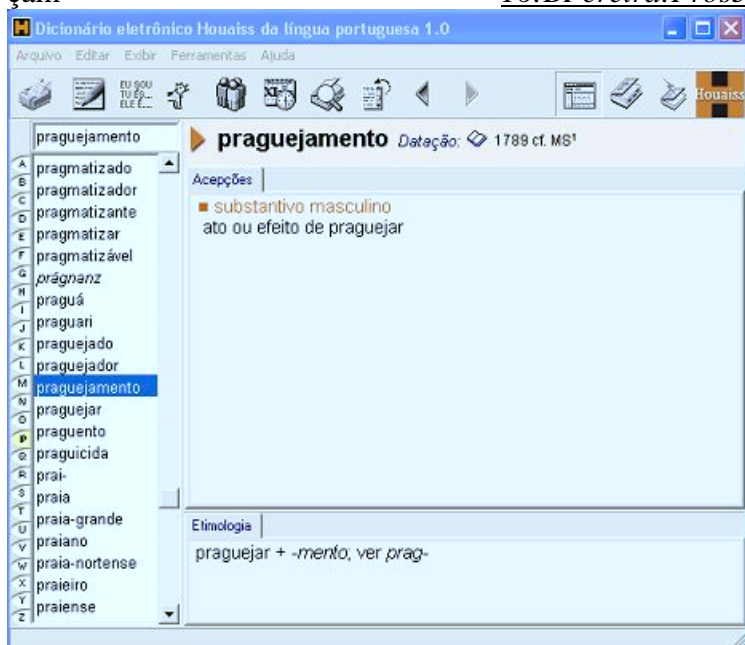 çam
Dicionário eletrônico Houaiss da língua portuguesa 1.0
Arquivo Editar Exibir Ferramentas Ajuda
EU SOU
TU ÉS...
ELE É...
Houaiss
praguejamento
praguejamento Datação: 1789 cf. MS¹
Acepções
substantivo masculino
ato ou efeito de praguejar
A
B
C
D
E
F
G
H
I
J
K
L
M
N
O
P
Q
R
S
T
U
V
W
X
Y
Z
pragmatizado
pragmatizador
pragmatizante
pragmatizar
pragmatizável
prägnanz
praguá
praguari
praguejado
praguejador
praguejamento
praguejar
praguento
praguicida
prai-
praia
praia-grande
praiano
praia-nortense
praieiro
praiense
Etimologia
praguejar + -mento; ver prag-